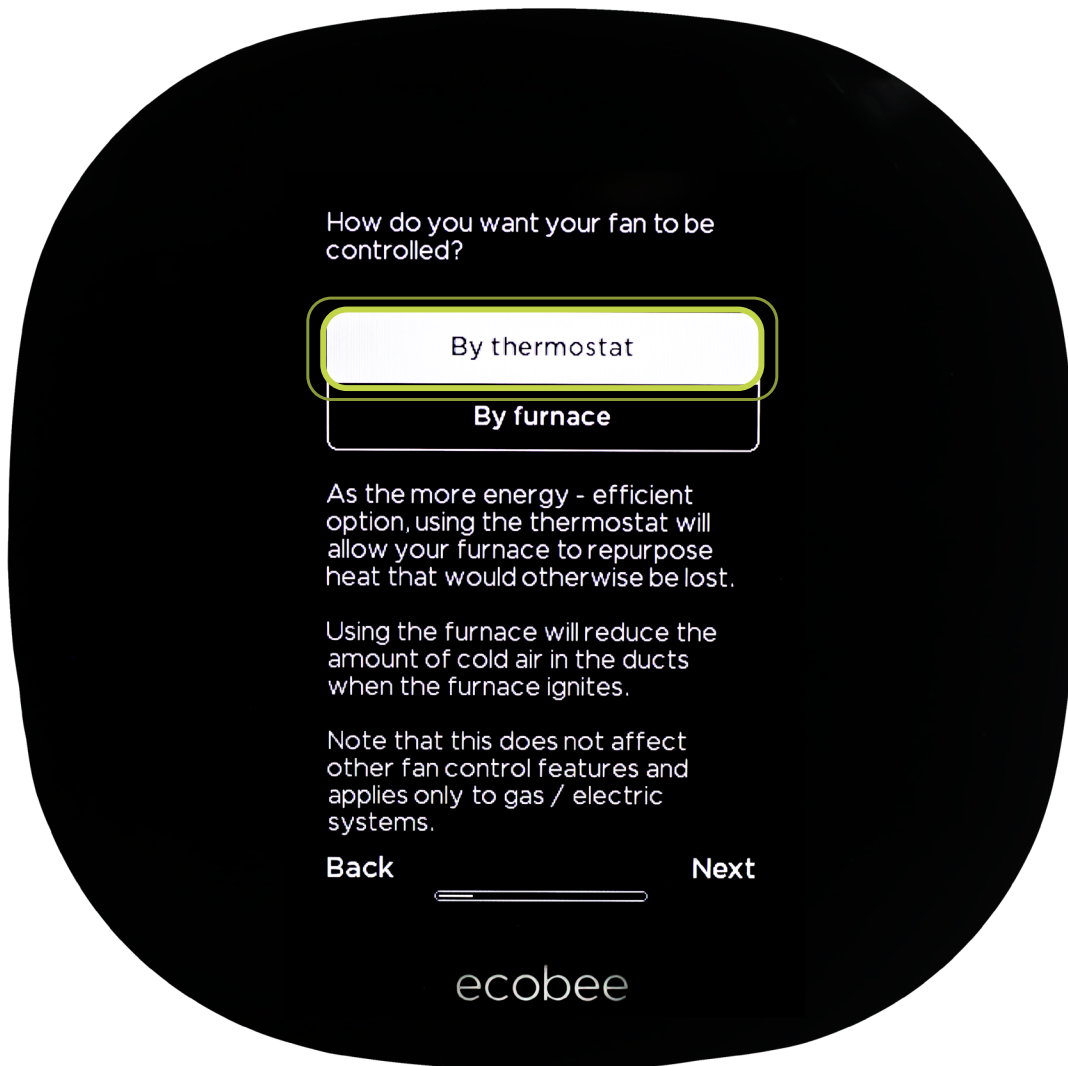 How do you want your fan to be
controlled?
By thermostat
By furnace
As the more energy - efficient
option, using the thermostat will
allow your furnace to repurpose
heat that would otherwise be lost.
Using the furnace will reduce the
amount of cold air in the ducts
when the furnace ignites.
Note that this does not affect
other fan control features and
applies only to gas / electric
systems.
Back
Next
ecobee